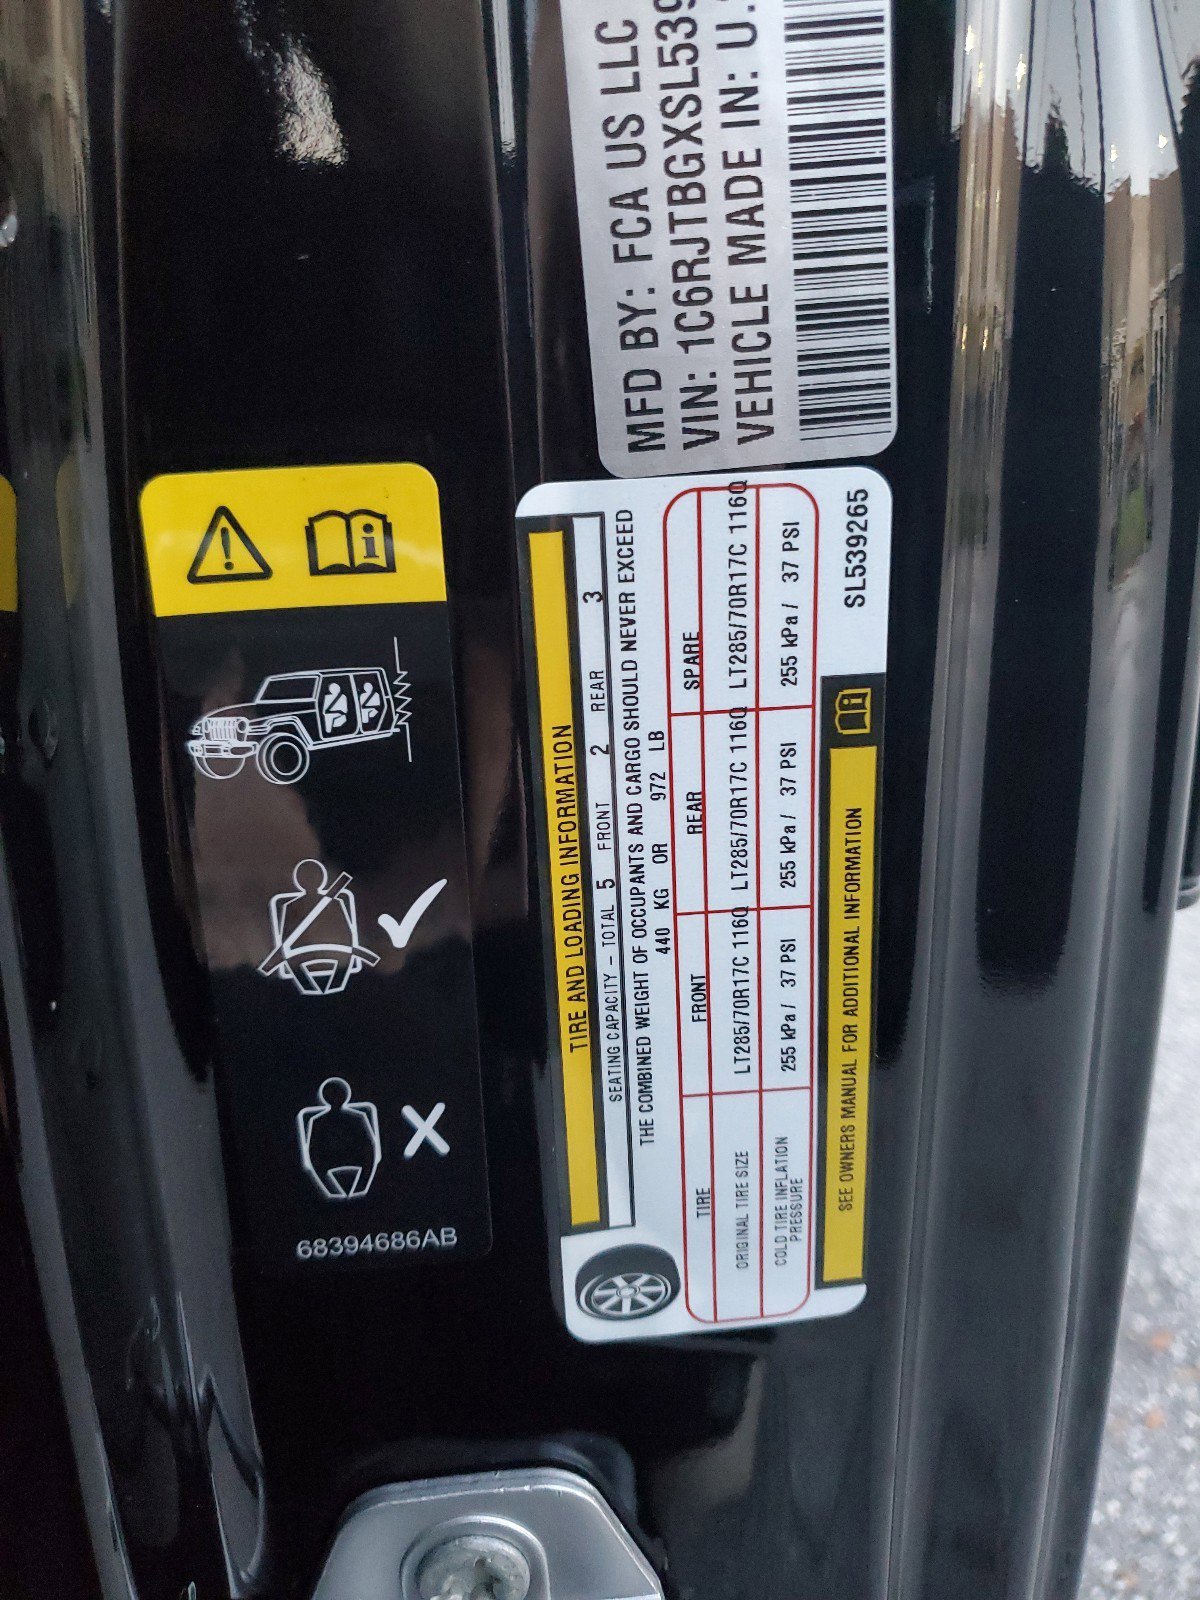 MFD BY: FCA US LLC
VIN: 1C6RJTBGXSL539
VEHICLE MADE IN: U.
TIRE AND LOADING INFORMATION
SEATING CAPACITY - TOTAL 5 FRONT 2 REAR 3
THE COMBINED WEIGHT OF OCCUPANTS AND CARGO SHOULD NEVER EXCEED
440 KG OR 972 LB
TIRE FRONT REAR SPARE
ORIGINAL TIRE SIZE LT285/70R17C 116Q LT285/70R17C 116Q LT285/70R17C 116Q
COLD TIRE INFLATION PRESSURE 255 kPa / 37 PSI 255 kPa / 37 PSI 255 kPa / 37 PSI
SEE OWNERS MANUAL FOR ADDITIONAL INFORMATION
SL539265
68394686AB